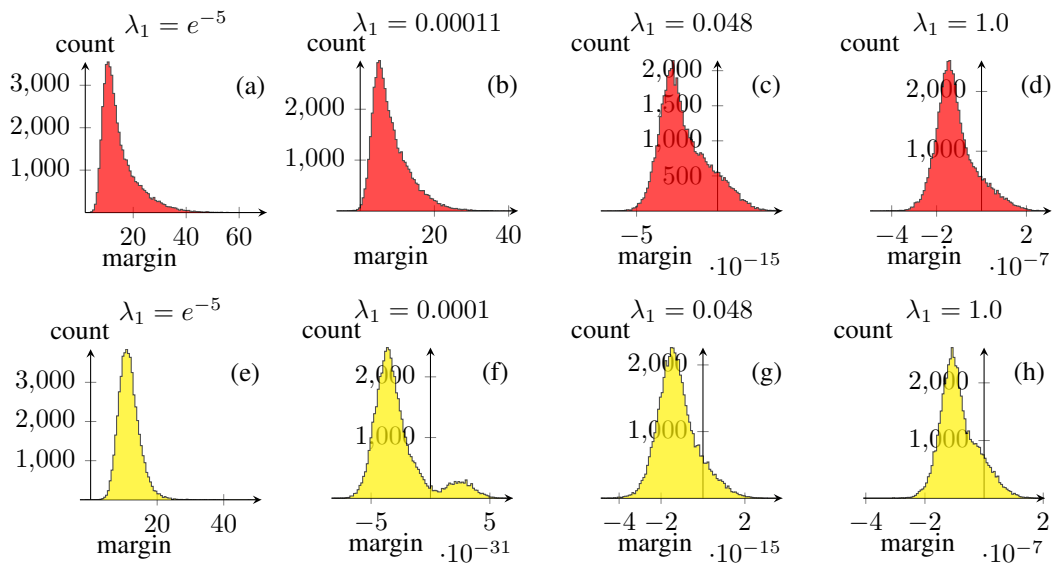 λ₁ = e⁻⁵
count
(a)
3,000
2,000
1,000
20 40 60
margin
λ₁ = 0.00011
count
(b)
2,000
1,000
20 40
margin
λ₁ = 0.048
count
(c)
2,000
1,500
1,000
500
−5
margin
·10⁻¹⁵
λ₁ = 1.0
count
(d)
2,000
1,000
−4 −2 2
margin
·10⁻⁷
λ₁ = e⁻⁵
count
(e)
3,000
2,000
1,000
20 40
margin
λ₁ = 0.0001
count
(f)
2,000
1,000
−5 5
margin
·10⁻³¹
λ₁ = 0.048
count
(g)
2,000
1,000
−4 −2 2
margin
·10⁻¹⁵
λ₁ = 1.0
count
(h)
2,000
1,000
−4 −2 2
margin
·10⁻⁷